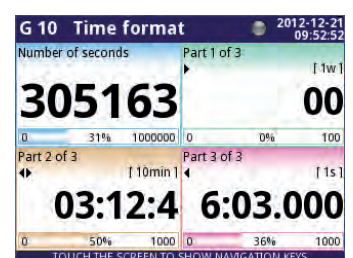 G 10 Time format
2012-12-21
09:52:52
Number of seconds
305163
0 31% 1000000
Part 1 of 3
[ 1w ]
00
0 0% 100
Part 2 of 3
[ 10min ]
03:12:4
0 50% 1000
Part 3 of 3
[ 1s ]
6:03.000
0 36% 1000
TOUCH THE SCREEN TO SHOW NAVIGATION KEYS